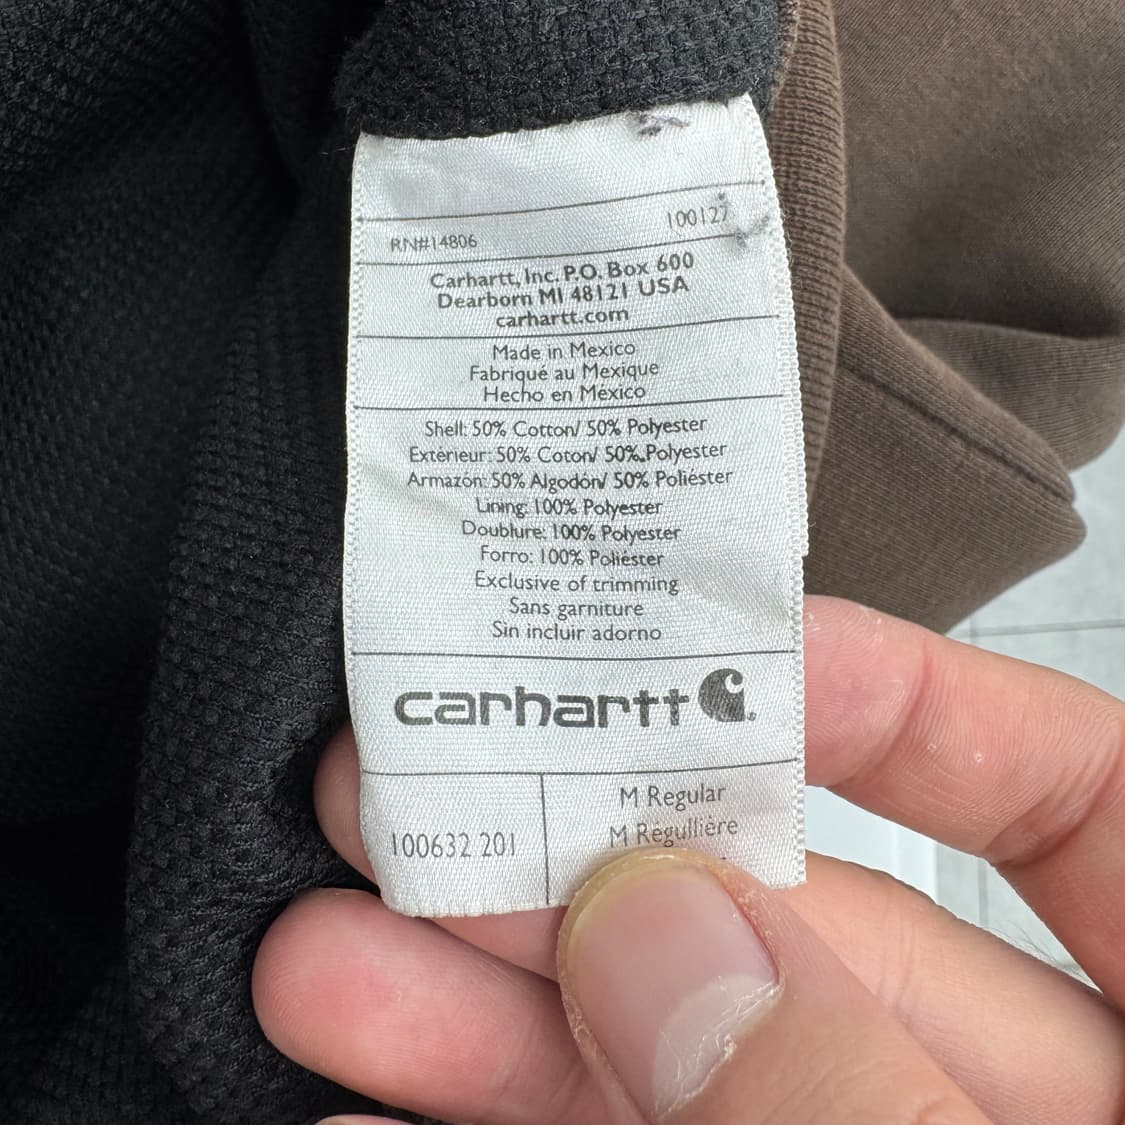 RN#14806 100127
Carhartt, Inc. P.O. Box 600
Dearborn MI 48121 USA
carhartt.com
Made in Mexico
Fabriqué au Mexique
Hecho en México
Shell: 50% Cotton/ 50% Polyester
Extérieur: 50% Coton/ 50% Polyester
Armazón: 50% Algodón/ 50% Poliéster
Lining: 100% Polyester
Doublure: 100% Polyester
Forro: 100% Poliéster
Exclusive of trimming
Sans garniture
Sin incluir adorno
carhartt
100632 201
M Regular
M Régullière